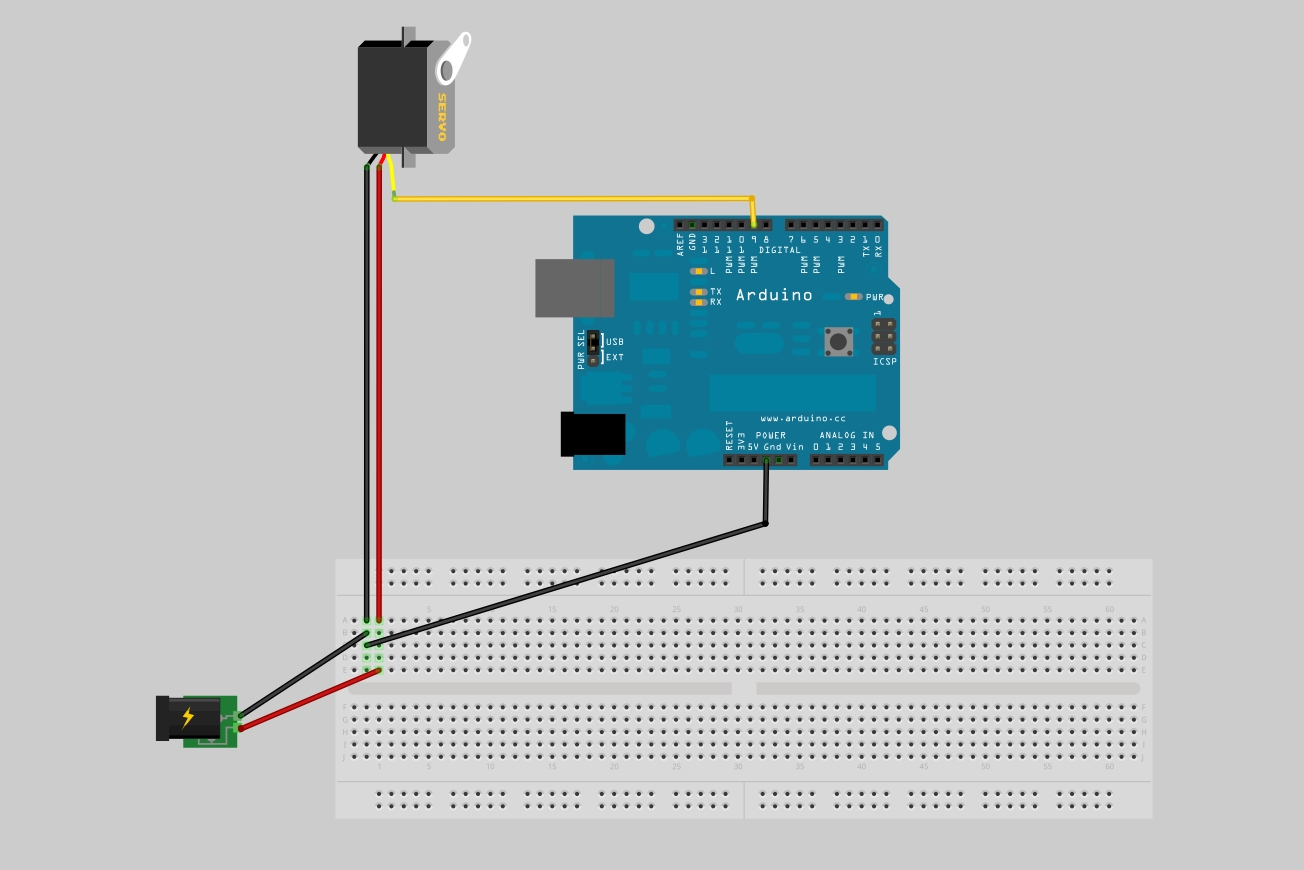 SERVO
AREF
GND
13
12
11
10
9
8
7
6
5
4
3
2
1
0
TX
RX
DIGITAL
PWM
PWM
PWM
PWM
PWM
PWM
L
TX
RX
Arduino
PWR
1
USB
EXT
PWR SEL
ICSP
www.arduino.cc
RESET
3V3
POWER
ANALOG IN
5V Gnd Vin
0 1 2 3 4 5
5 15 20 25 30 35 40 45 50 55 60
A A
B B
C C
D D
E E
F F
G G
H H
I I
J J
1 5 10 15 20 25 30 35 40 45 50 55 60